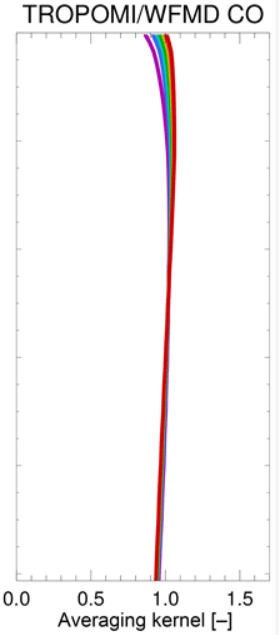 TROPOMI/WFMD CO
0.0 0.5 1.0 1.5
Averaging kernel [–]